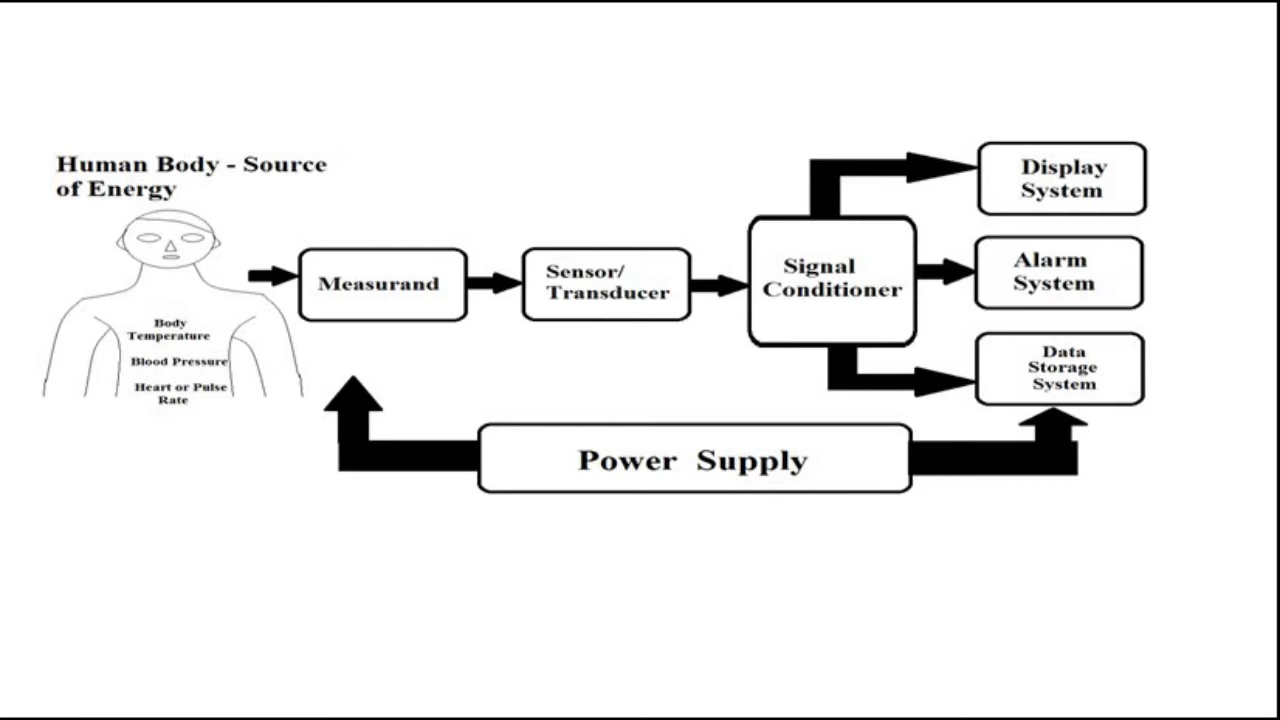 Human Body - Source
of Energy
Body
Temperature
Blood Pressure
Heart or Pulse
Rate
Measurand
Sensor/
Transducer
Signal
Conditioner
Display
System
Alarm
System
Data
Storage
System
Power Supply